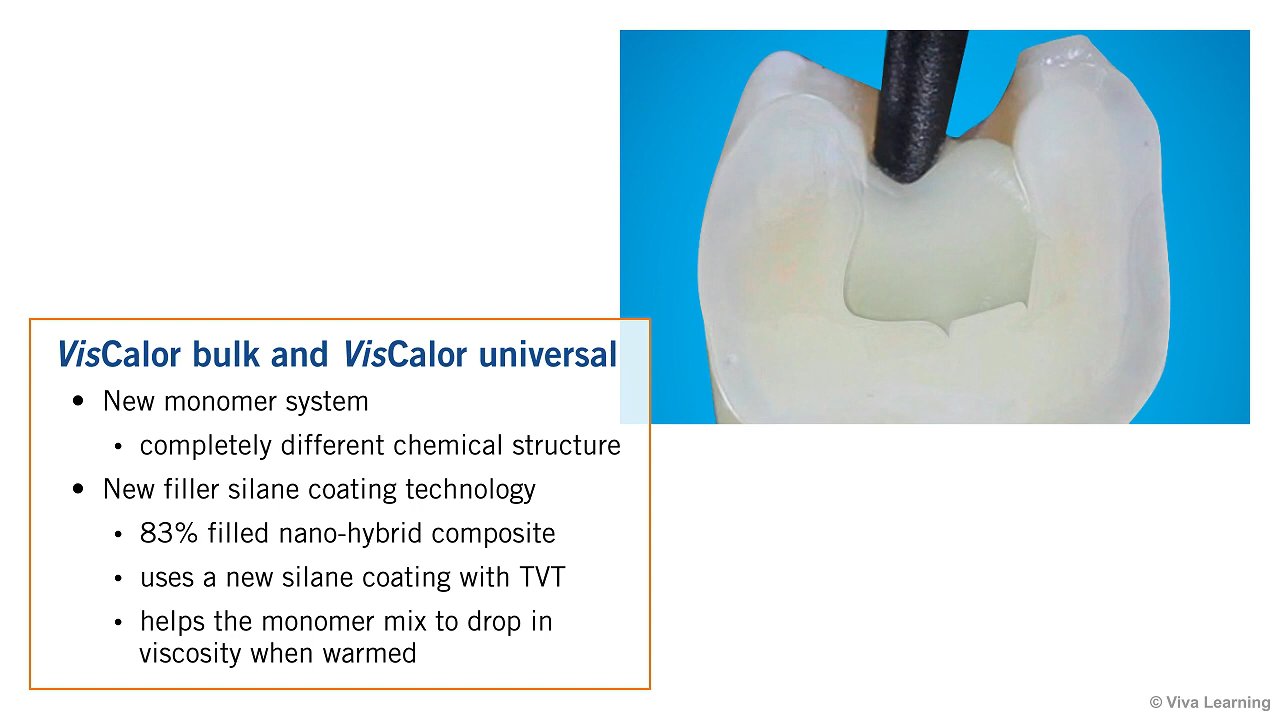 VisCalor bulk and VisCalor universal
• New monomer system
• completely different chemical structure
• New filler silane coating technology
• 83% filled nano-hybrid composite
• uses a new silane coating with TVT
• helps the monomer mix to drop in
viscosity when warmed
© Viva Learning